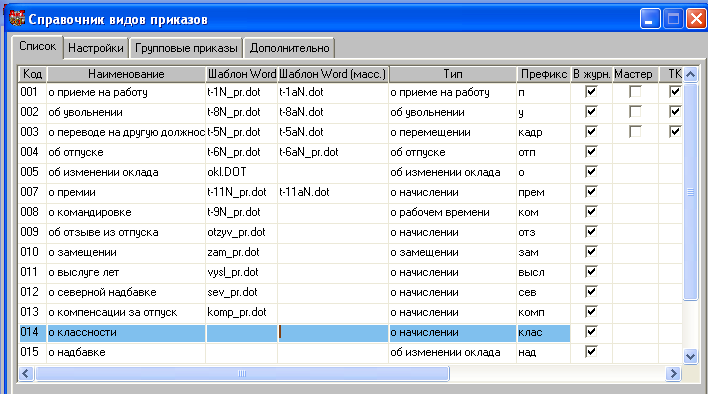 Справочник видов приказов
Список Настройки Групповые приказы Дополнительно
Код Наименование Шаблон Word Шаблон Word (масс.) Тип Префикс В журн. Мастер ТК
001 о приеме на работу t-1N_pr.dot t-1aN.dot о приеме на работу п
002 об увольнении t-8N_pr.dot t-8aN.dot об увольнении у
003 о переводе на другую должнос t-5N_pr.dot t-5aN.dot о перемещении кадр
004 об отпуске t-6N_pr.dot t-6aN_pr.dot об отпуске отп
005 об изменении оклада okl.DOT об изменении оклада о
007 о премии t-11N_pr.dot t-11aN.dot о начислении прем
008 о командировке t-9N_pr.dot о рабочем времени ком
009 об отзыве из отпуска otzyv_pr.dot о начислении отз
010 о замещении zam_pr.dot о замещении зам
011 о выслуге лет vysl_pr.dot о начислении высл
012 о северной надбавке sev_pr.dot о начислении сев
013 о компенсации за отпуск komp_pr.dot о начислении комп
014 о классности о начислении клас
015 о надбавке об изменении оклада над